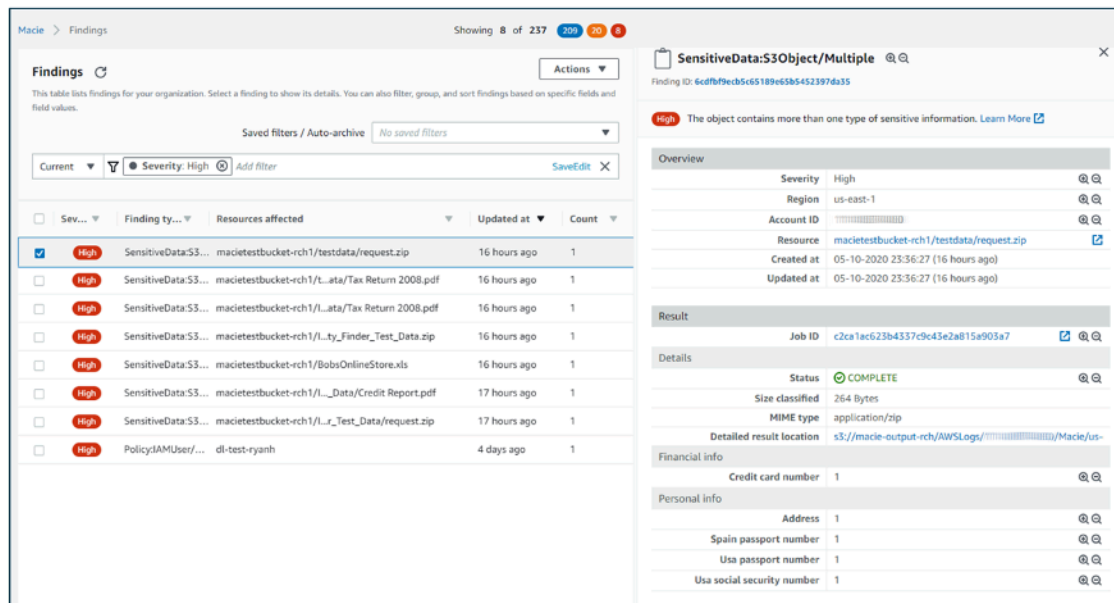 Macie > Findings
Showing 8 of 237 209 20 8
Findings
Actions
This table lists findings for your organization. Select a finding to show its details. You can also filter, group, and sort findings based on specific fields and
field values.
Saved filters / Auto-archive No saved filters
Current Severity: High Add filter SaveEdit
Sev... Finding ty... Resources affected Updated at Count
High SensitiveData:S3... macietestbucket-rch1/testdata/request.zip 16 hours ago 1
High SensitiveData:S3... macietestbucket-rch1/t...ata/Tax Return 2008.pdf 16 hours ago 1
High SensitiveData:S3... macietestbucket-rch1/I...ata/Tax Return 2008.pdf 16 hours ago 1
High SensitiveData:S3... macietestbucket-rch1/I...ty_Finder_Test_Data.zip 16 hours ago 1
High SensitiveData:S3... macietestbucket-rch1/BobsOnlineStore.xls 16 hours ago 1
High SensitiveData:S3... macietestbucket-rch1/I..._Data/Credit Report.pdf 17 hours ago 1
High SensitiveData:S3... macietestbucket-rch1/I...r_Test_Data/request.zip 17 hours ago 1
High Policy:IAMUser/... dl-test-ryanh 4 days ago 1
SensitiveData:S3Object/Multiple
Finding ID: 6cdfbf9ecb5c65189e65b5452397da35
High The object contains more than one type of sensitive information. Learn More
Overview
Severity High
Region us-east-1
Account ID
Resource macietestbucket-rch1/testdata/request.zip
Created at 05-10-2020 23:36:27 (16 hours ago)
Updated at 05-10-2020 23:36:27 (16 hours ago)
Result
Job ID c2ca1ac623b4337c9c43e2a815a903a7
Details
Status COMPLETE
Size classified 264 Bytes
MIME type application/zip
Detailed result location s3://macie-output-rch/AWSLogs/ /Macie/us-
Financial info
Credit card number 1
Personal info
Address 1
Spain passport number 1
Usa passport number 1
Usa social security number 1